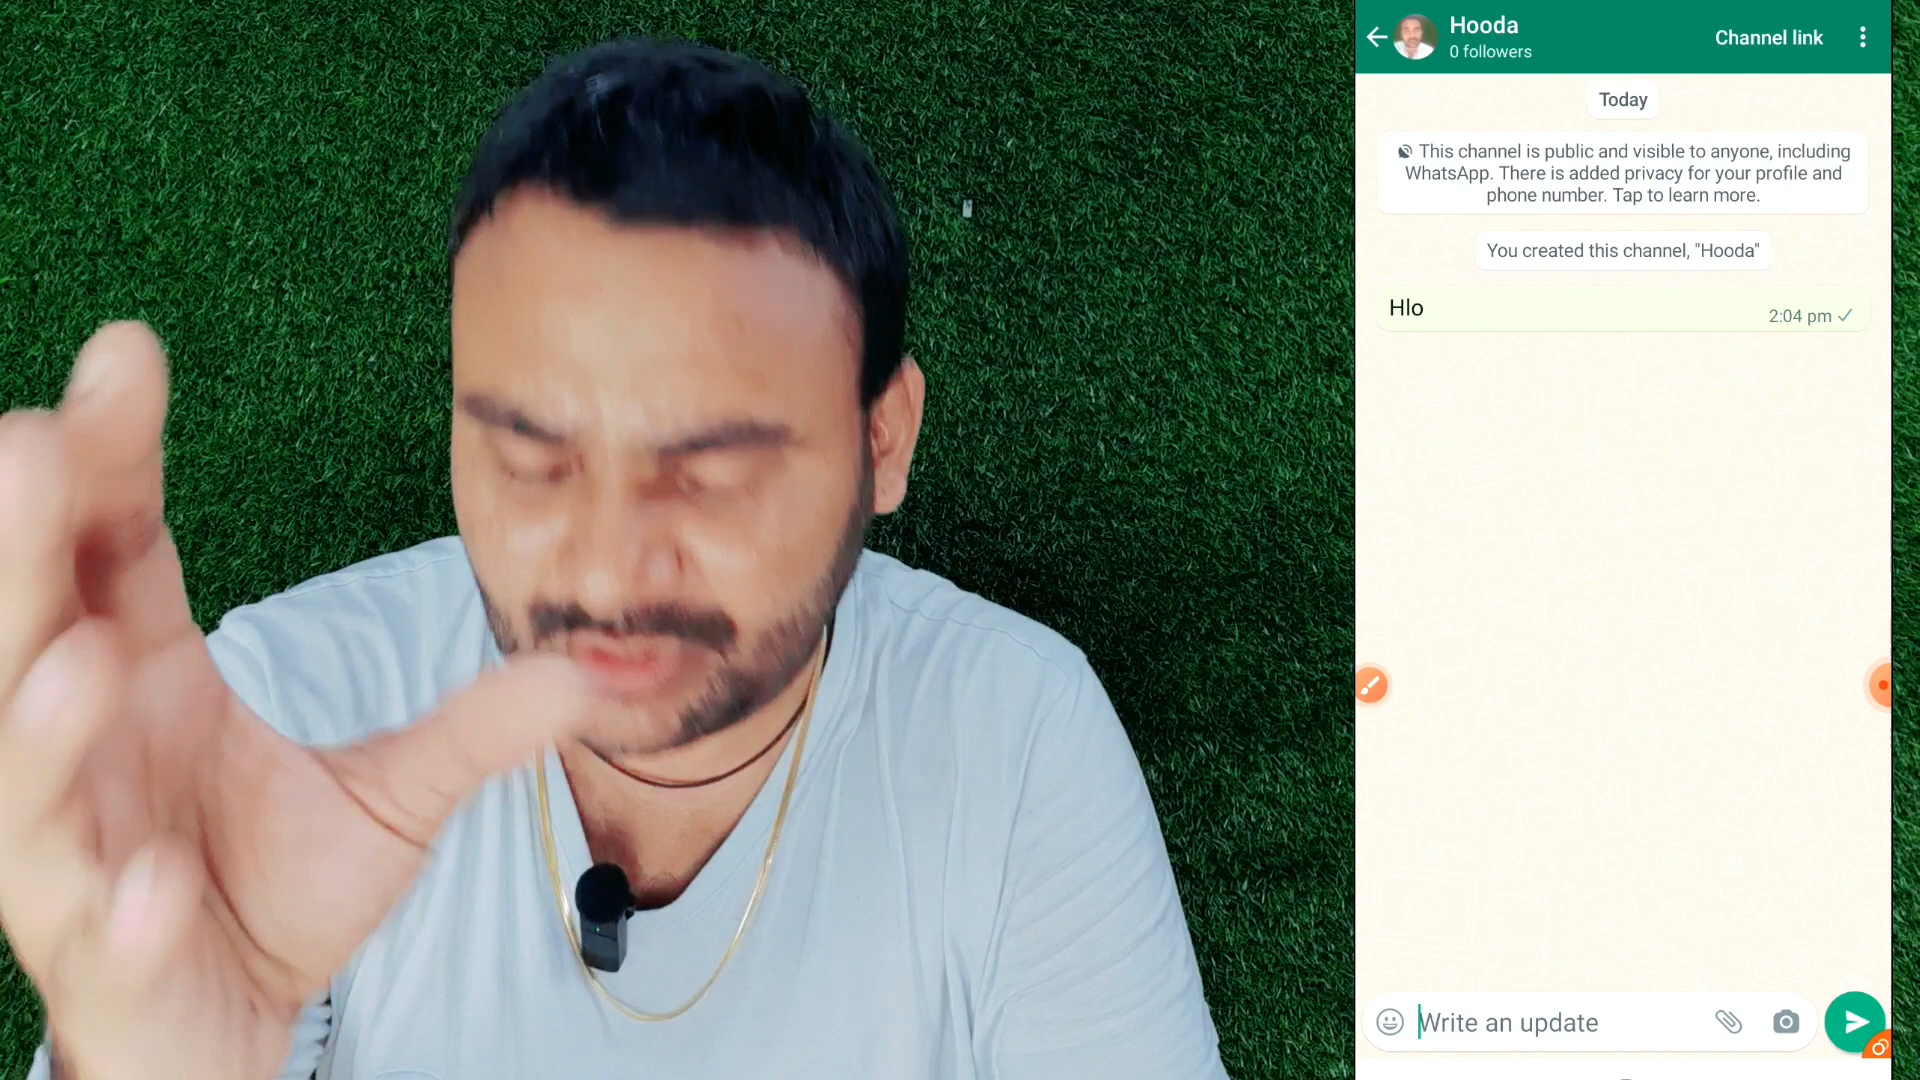 Hooda
0 followers
Channel link
Today
This channel is public and visible to anyone, including
WhatsApp. There is added privacy for your profile and
phone number. Tap to learn more.
You created this channel, "Hooda"
Hlo
2:04 pm
Write an update